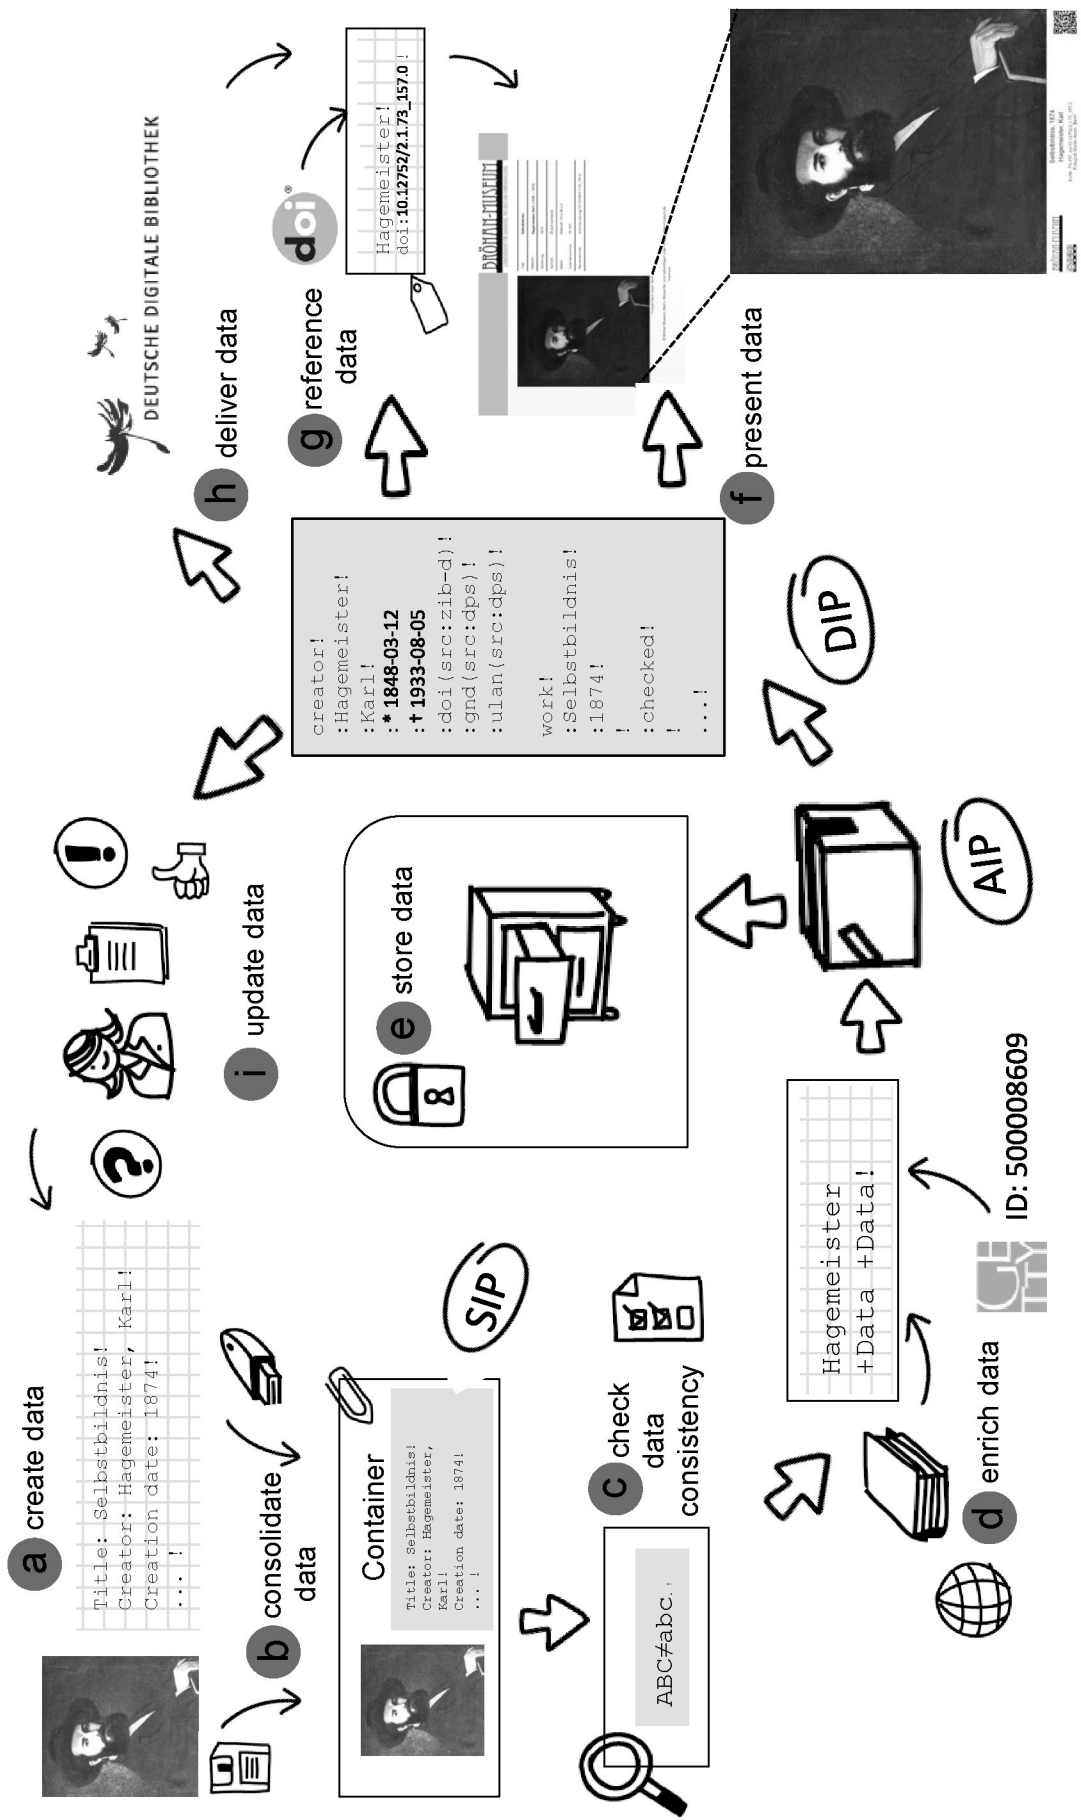 a create data
Title: Selbstbildnis!
Creator: Hagemeister, Karl!
Creation date: 1874!
... !
b consolidate
data
Container
Title: Selbstbildnis!
Creator: Hagemeister,
Karl!
Creation date: 1874!
... !
SIP
c check
data
consistency
ABC≠abc..!
d enrich data
Hagemeister
+Data +Data!
GETTY
ID: 500008609
AIP
e store data
DIP
creator!
:Hagemeister!
:Karl!
:* 1848-03-12
:† 1933-08-05
:doi(src:zib-d)!
:gnd(src:dps)!
:ulan(src:dps)!
work!
:Selbstbildnis!
:1874!
!
:checked!
!
...!
f present data
BRÖHAN-MUSEUM
Selbstbildnis, 1874
Hagemeister, Karl
BRÖHAN-MUSEUM
g reference
data
doi®
Hagemeister!
doi:10.12752/2.1.73_157.0 !
h deliver data
DEUTSCHE DIGITALE BIBLIOTHEK
i update data
?
!